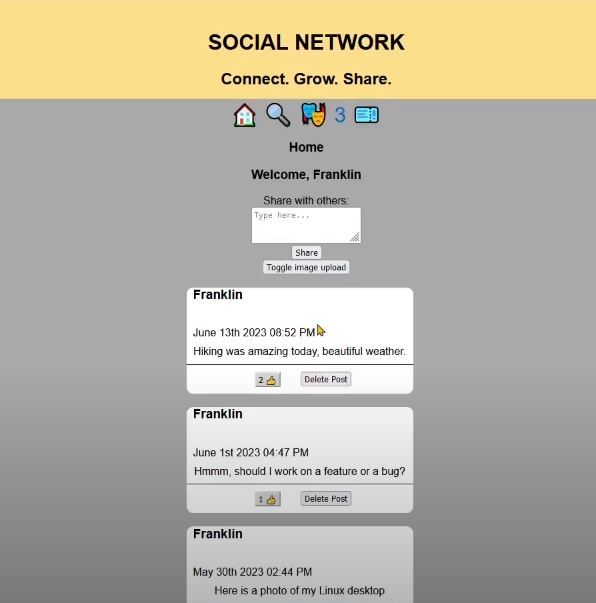 SOCIAL NETWORK
Connect. Grow. Share.
3
Home
Welcome, Franklin
Share with others:
Type here...
Share
Toggle image upload
Franklin
June 13th 2023 08:52 PM
Hiking was amazing today, beautiful weather.
2 Delete Post
Franklin
June 1st 2023 04:47 PM
Hmmm, should I work on a feature or a bug?
1 Delete Post
Franklin
May 30th 2023 02:44 PM
Here is a photo of my Linux desktop